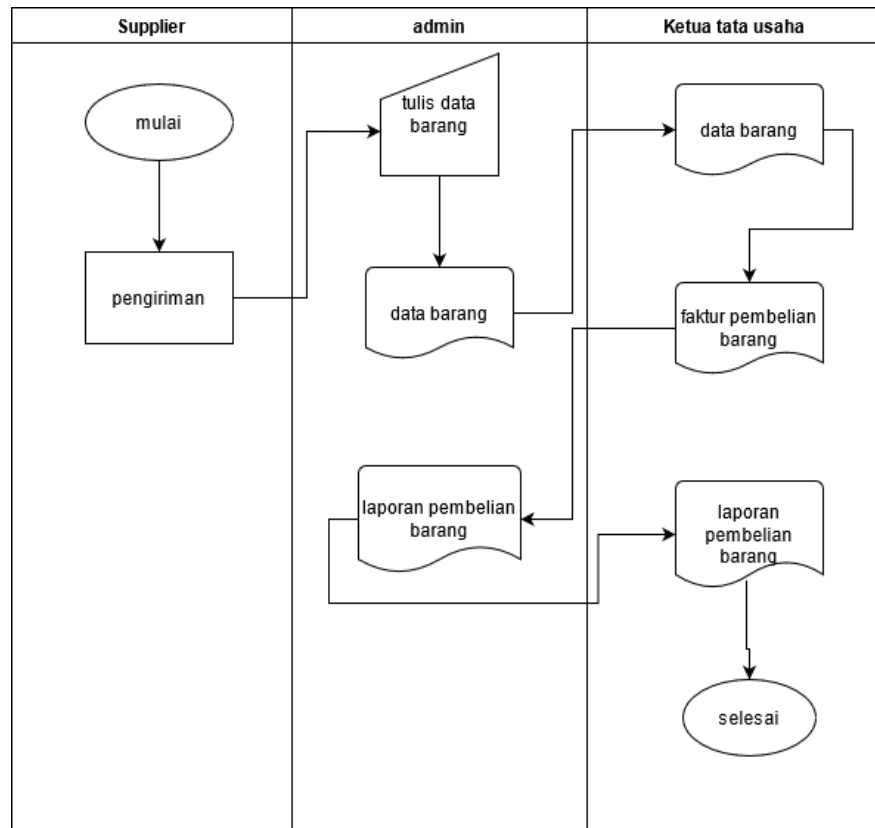 Supplier
admin
Ketua tata usaha
mulai
tulis data
barang
data barang
pengiriman
data barang
faktur pembelian
barang
laporan pembelian
barang
laporan
pembelian
barang
selesai